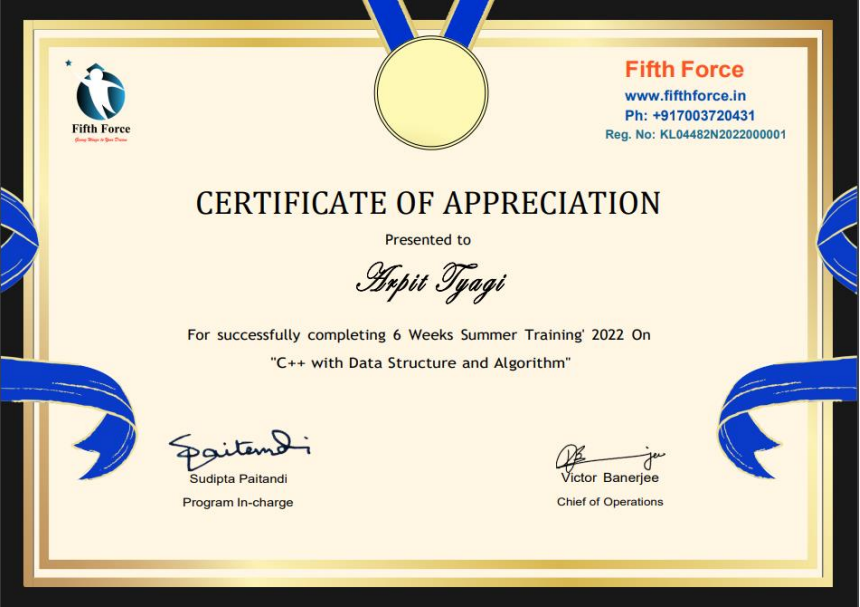 Fifth Force
Fifth Force
www.fifthforce.in
Ph: +917003720431
Reg. No: KL04482N2022000001
CERTIFICATE OF APPRECIATION
Presented to
Arpit Tyagi
For successfully completing 6 Weeks Summer Training' 2022 On
"C++ with Data Structure and Algorithm"
Sudipta Paitandi
Program In-charge
Victor Banerjee
Chief of Operations